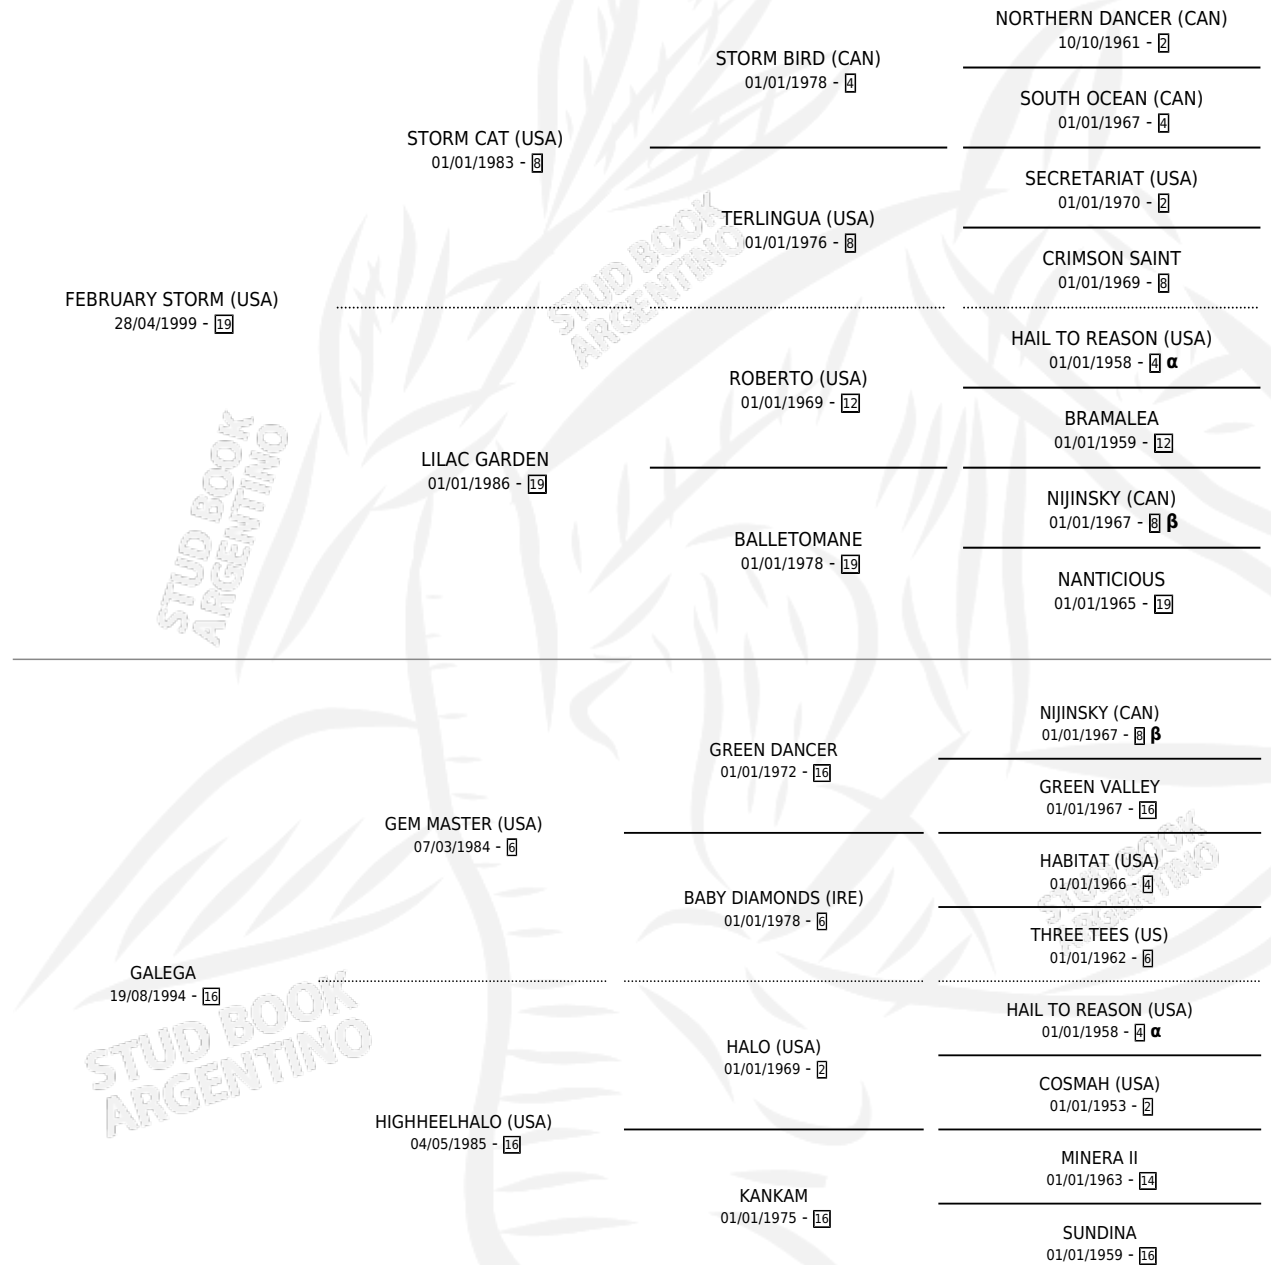 NORTHERN DANCER (CAN)
10/10/1961 - 2
STORM BIRD (CAN)
01/01/1978 - 4
SOUTH OCEAN (CAN)
01/01/1967 - 4
STORM CAT (USA)
01/01/1983 - 8
SECRETARIAT (USA)
01/01/1970 - 2
TERLINGUA (USA)
01/01/1976 - 8
CRIMSON SAINT
01/01/1969 - 8
FEBRUARY STORM (USA)
28/04/1999 - 19
STUD BOOK
ARGENTINO
HAIL TO REASON (USA)
01/01/1958 - 4 α
ROBERTO (USA)
01/01/1969 - 12
BRAMALEA
01/01/1959 - 12
LILAC GARDEN
01/01/1986 - 19
NIJINSKY (CAN)
01/01/1967 - 8 β
BALLETOMANE
01/01/1978 - 19
NANTICIOUS
01/01/1965 - 19
STUD BOOK
ARGENTINO
NIJINSKY (CAN)
01/01/1967 - 8 β
GREEN DANCER
01/01/1972 - 16
GREEN VALLEY
01/01/1967 - 16
GEM MASTER (USA)
07/03/1984 - 6
HABITAT (USA)
01/01/1966 - 4
BABY DIAMONDS (IRE)
01/01/1978 - 6
THREE TEES (US)
01/01/1962 - 6
STUD BOOK
ARGENTINO
GALEGA
19/08/1994 - 16
HAIL TO REASON (USA)
01/01/1958 - 4 α
HALO (USA)
01/01/1969 - 2
COSMAH (USA)
01/01/1953 - 2
STUD BOOK
ARGENTINO
HIGHHEELHALO (USA)
04/05/1985 - 16
MINERA II
01/01/1963 - 14
KANKAM
01/01/1975 - 16
SUNDINA
01/01/1959 - 16